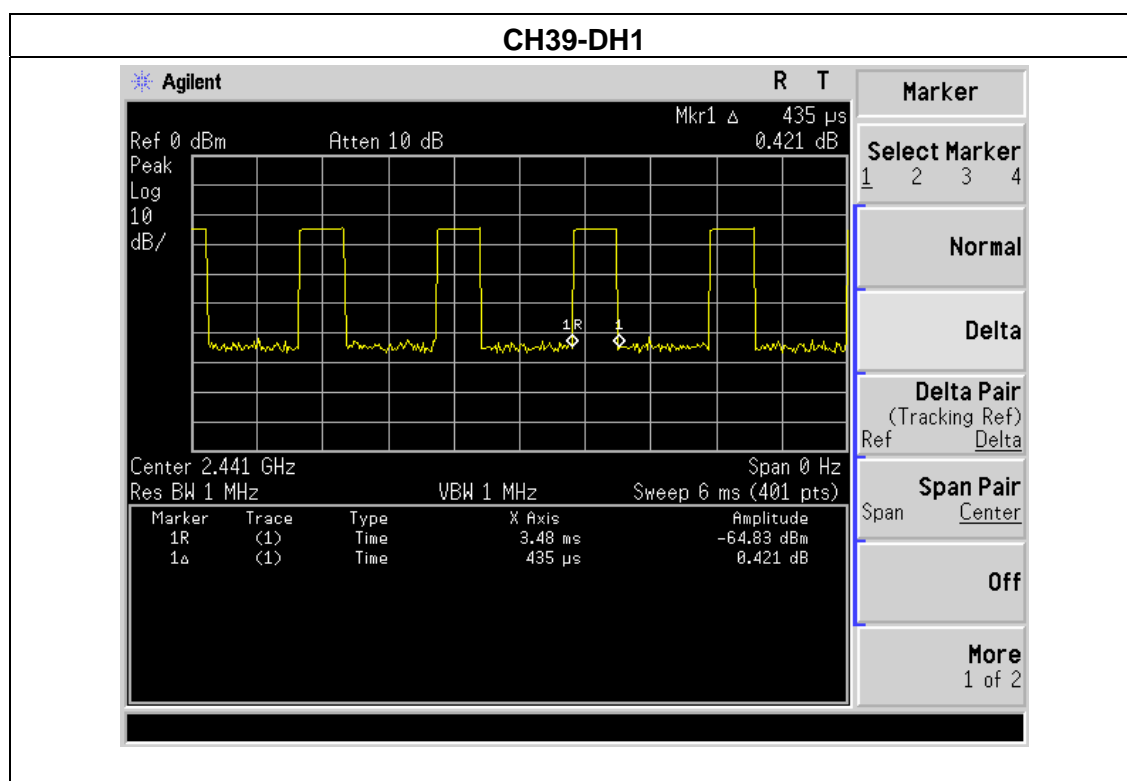 CH39-DH1
Agilent R T
Mkr1 Δ 435 µs
Ref 0 dBm Atten 10 dB 0.421 dB
Peak
Log
10
dB/
1R 1
Center 2.441 GHz Span 0 Hz
Res BW 1 MHz VBW 1 MHz Sweep 6 ms (401 pts)
Marker Trace Type X Axis Amplitude
1R (1) Time 3.48 ms -64.83 dBm
1Δ (1) Time 435 µs 0.421 dB
Marker
Select Marker
1 2 3 4
Normal
Delta
Delta Pair
(Tracking Ref)
Ref Delta
Span Pair
Span Center
Off
More
1 of 2